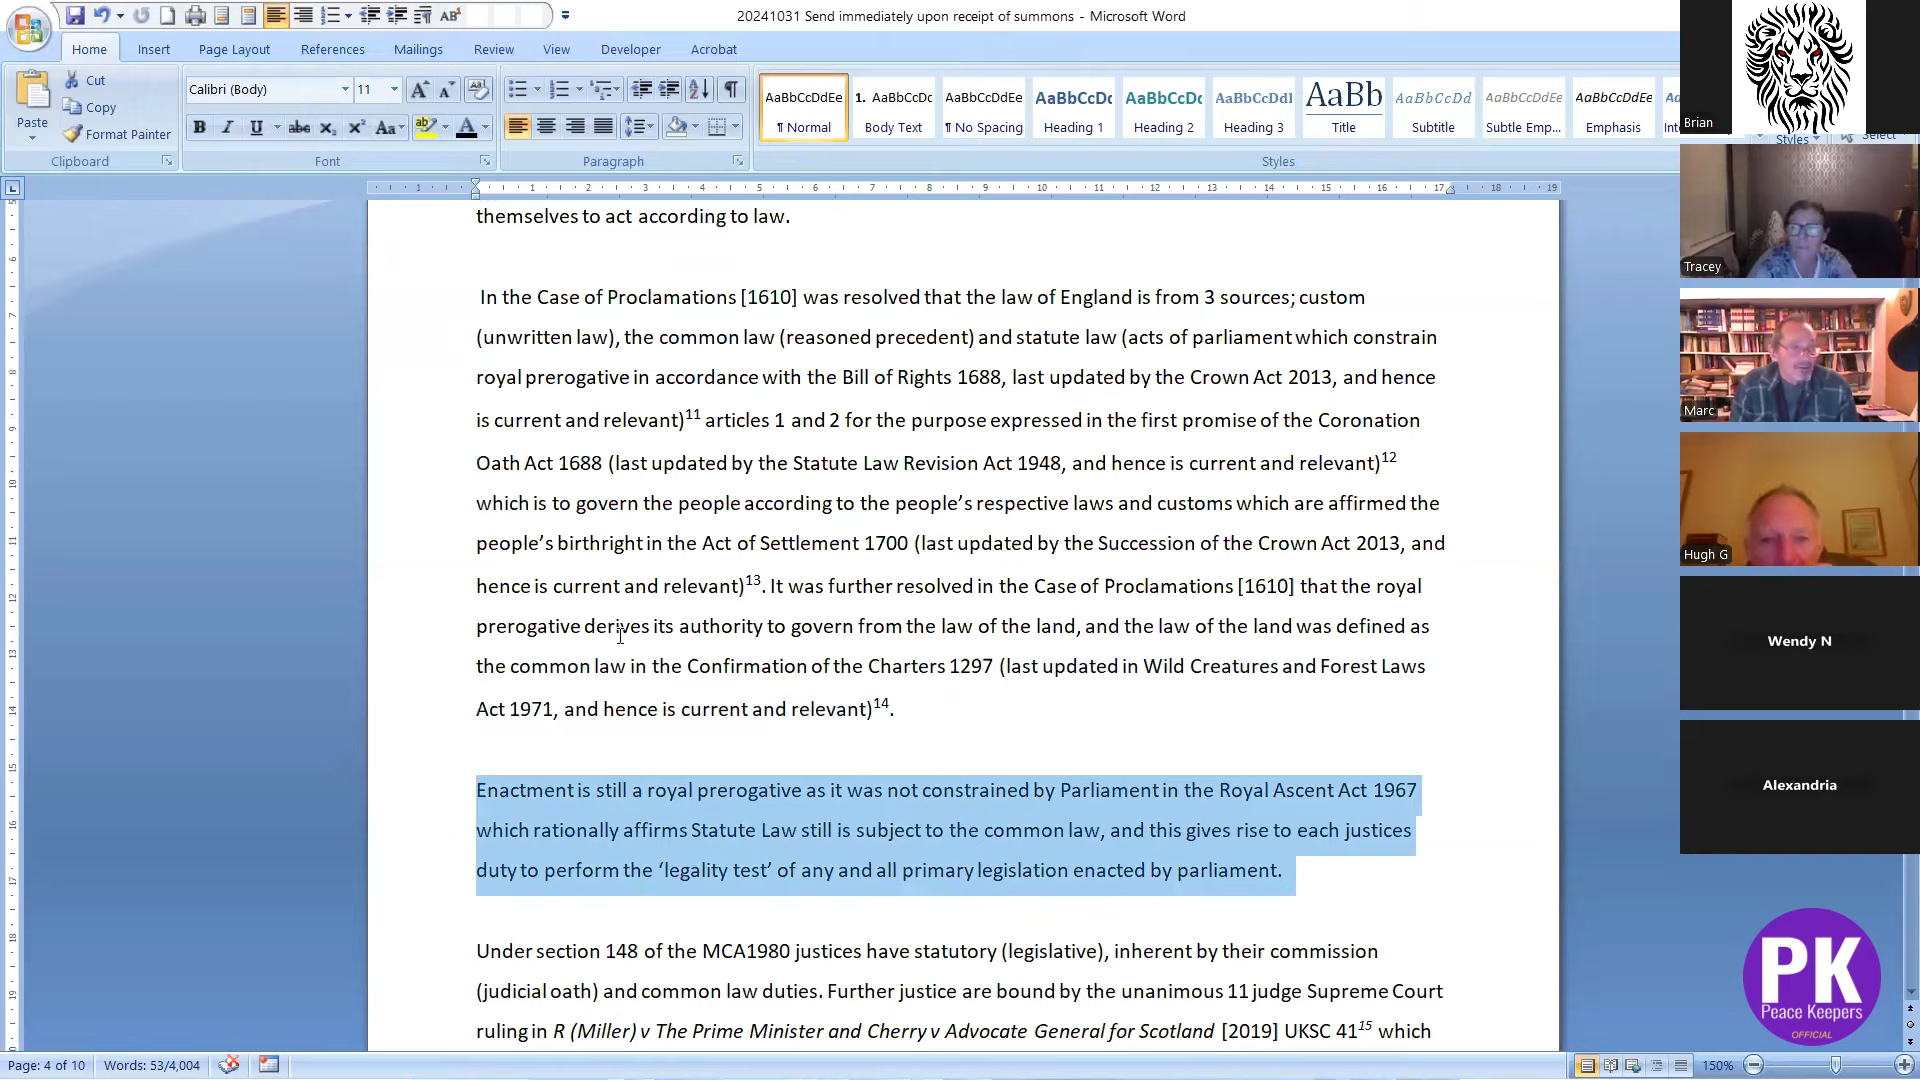 20241031 Send immediately upon receipt of summons - Microsoft Word
Home Insert Page Layout References Mailings Review View Developer Acrobat
Paste
Cut
Copy
Format Painter
Clipboard
Calibri (Body) 11
Font
Paragraph
AaBbCcDdEe ¶ Normal
1. AaBbCcDc Body Text
AaBbCcDdEe ¶ No Spacing
AaBbCcDc Heading 1
AaBbCcDc Heading 2
AaBbCcDdI Heading 3
AaBb Title
AaBbCcDd Subtitle
AaBbCcDdEe Subtle Emp...
AaBbCcDdEe Emphasis
Styles
Styles
Select
themselves to act according to law.
In the Case of Proclamations [1610] was resolved that the law of England is from 3 sources; custom
(unwritten law), the common law (reasoned precedent) and statute law (acts of parliament which constrain
royal prerogative in accordance with the Bill of Rights 1688, last updated by the Crown Act 2013, and hence
is current and relevant)11 articles 1 and 2 for the purpose expressed in the first promise of the Coronation
Oath Act 1688 (last updated by the Statute Law Revision Act 1948, and hence is current and relevant)12
which is to govern the people according to the people’s respective laws and customs which are affirmed the
people’s birthright in the Act of Settlement 1700 (last updated by the Succession of the Crown Act 2013, and
hence is current and relevant)13. It was further resolved in the Case of Proclamations [1610] that the royal
prerogative derives its authority to govern from the law of the land, and the law of the land was defined as
the common law in the Confirmation of the Charters 1297 (last updated in Wild Creatures and Forest Laws
Act 1971, and hence is current and relevant)14.
Enactment is still a royal prerogative as it was not constrained by Parliament in the Royal Ascent Act 1967
which rationally affirms Statute Law still is subject to the common law, and this gives rise to each justices
duty to perform the ‘legality test’ of any and all primary legislation enacted by parliament.
Under section 148 of the MCA1980 justices have statutory (legislative), inherent by their commission
(judicial oath) and common law duties. Further justice are bound by the unanimous 11 judge Supreme Court
ruling in R (Miller) v The Prime Minister and Cherry v Advocate General for Scotland [2019] UKSC 4115 which
Page: 4 of 10 Words: 53/4,004
150%
Brian
Tracey
Marc
Hugh G
Wendy N
Alexandria
PK
Peace Keepers
OFFICIAL